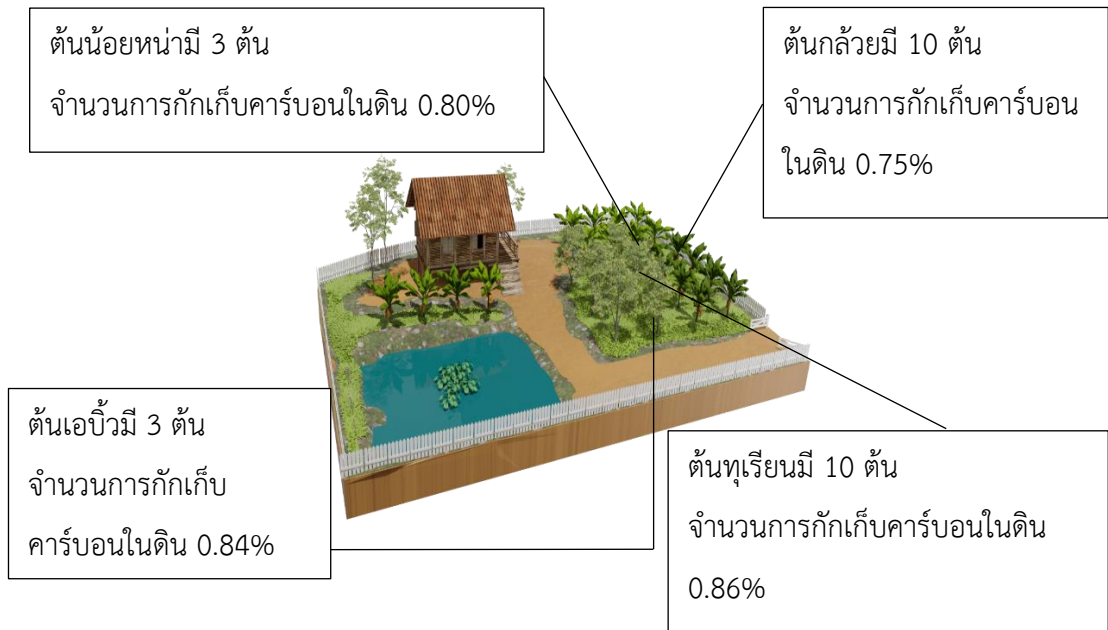 ต้นน้อยหน่ามี 3 ต้น
จำนวนการกักเก็บคาร์บอนในดิน 0.80%
ต้นกล้วยมี 10 ต้น
จำนวนการกักเก็บคาร์บอน
ในดิน 0.75%
ต้นเอบิ้วมี 3 ต้น
จำนวนการกักเก็บ
คาร์บอนในดิน 0.84%
ต้นทุเรียนมี 10 ต้น
จำนวนการกักเก็บคาร์บอนในดิน
0.86%